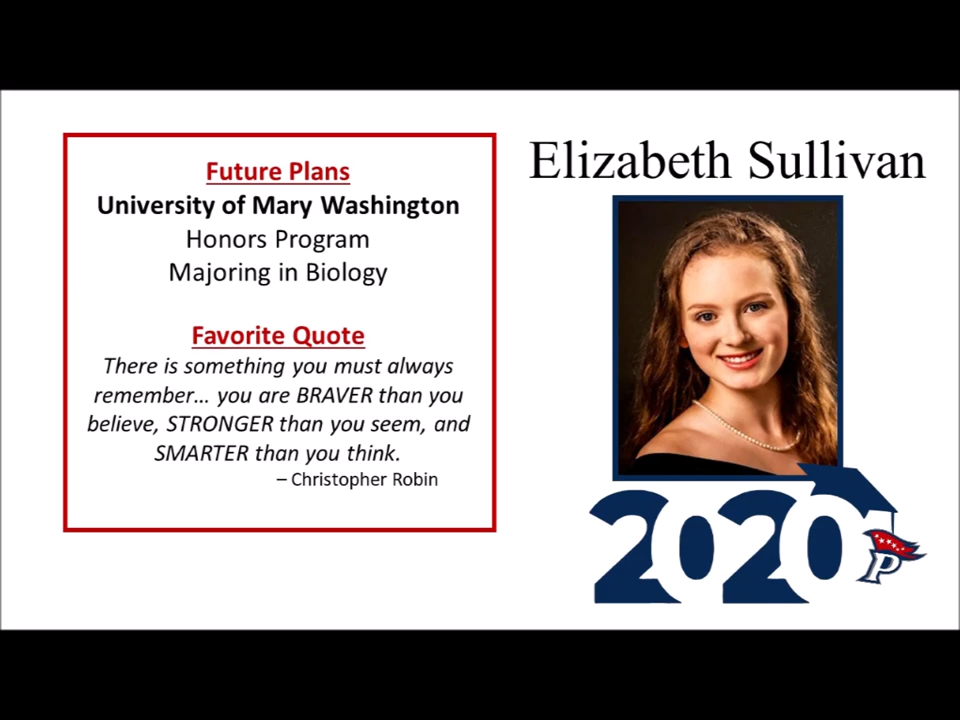 Elizabeth Sullivan
Future Plans
University of Mary Washington
Honors Program
Majoring in Biology
Favorite Quote
There is something you must always
remember... you are BRAVER than you
believe, STRONGER than you seem, and
SMARTER than you think.
– Christopher Robin
2020
P